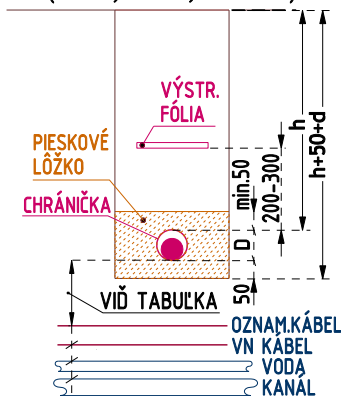 VÝSTR.
FÓLIA
PIESKOVÉ
LÔŽKO
CHRÁNIČKA
min.50
200-300
h
h+50+d
D
50
VIĎ TABUĽKA
OZNAM.KÁBEL
VN KÁBEL
VODA
KANÁL